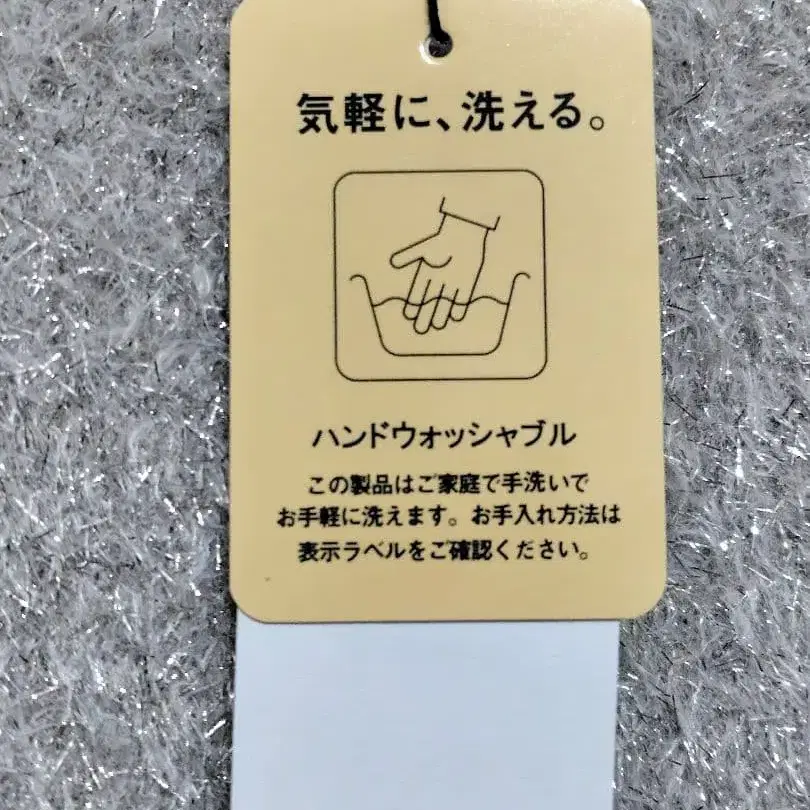 気軽に、洗える。
ハンドウォッシャブル
この製品はご家庭で手洗いで
お手軽に洗えます。お手入れ方法は
表示ラベルをご確認ください。